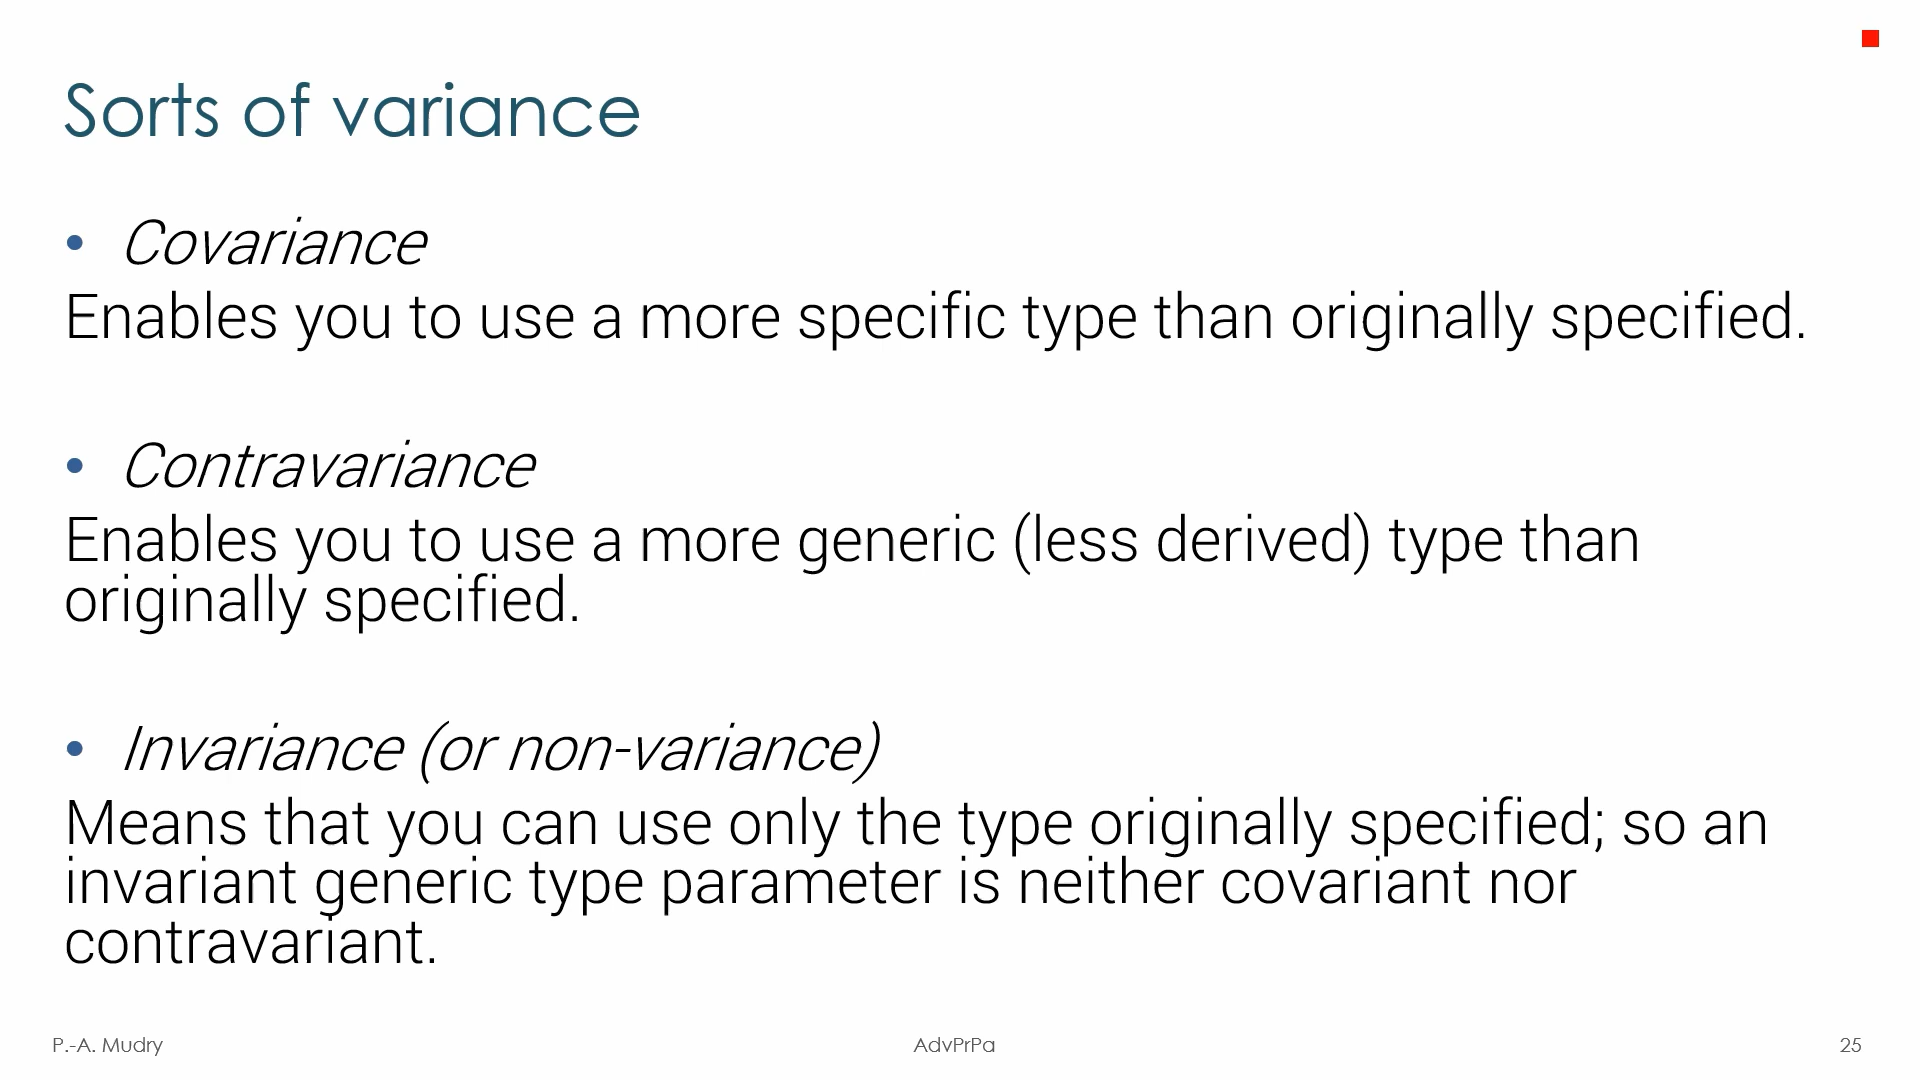 Sorts of variance
• Covariance
Enables you to use a more specific type than originally specified.
• Contravariance
Enables you to use a more generic (less derived) type than
originally specified.
• Invariance (or non-variance)
Means that you can use only the type originally specified; so an
invariant generic type parameter is neither covariant nor
contravariant.
P.-A. Mudry
AdvPrPa
25